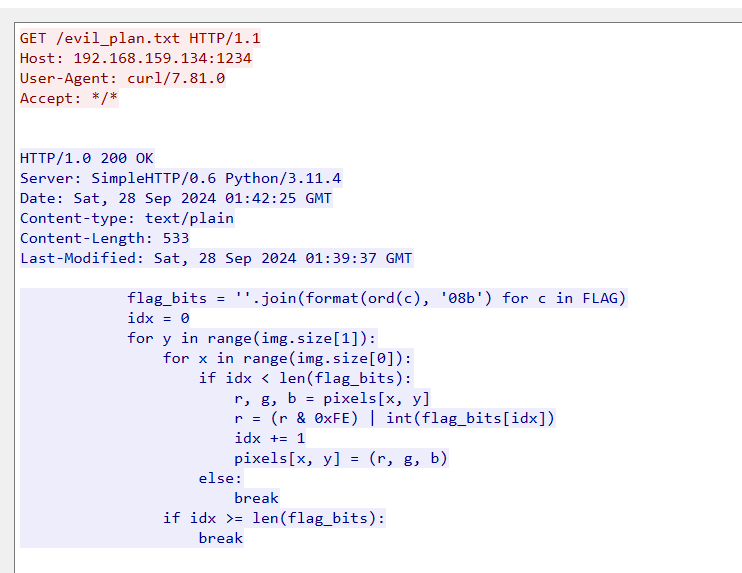 GET /evil_plan.txt HTTP/1.1
Host: 192.168.159.134:1234
User-Agent: curl/7.81.0
Accept: */*
HTTP/1.0 200 OK
Server: SimpleHTTP/0.6 Python/3.11.4
Date: Sat, 28 Sep 2024 01:42:25 GMT
Content-type: text/plain
Content-Length: 533
Last-Modified: Sat, 28 Sep 2024 01:39:37 GMT
            flag_bits = ''.join(format(ord(c), '08b') for c in FLAG)
            idx = 0
            for y in range(img.size[1]):
                for x in range(img.size[0]):
                    if idx < len(flag_bits):
                        r, g, b = pixels[x, y]
                        r = (r & 0xFE) | int(flag_bits[idx])
                        idx += 1
                        pixels[x, y] = (r, g, b)
                    else:
                        break
                if idx >= len(flag_bits):
                    break